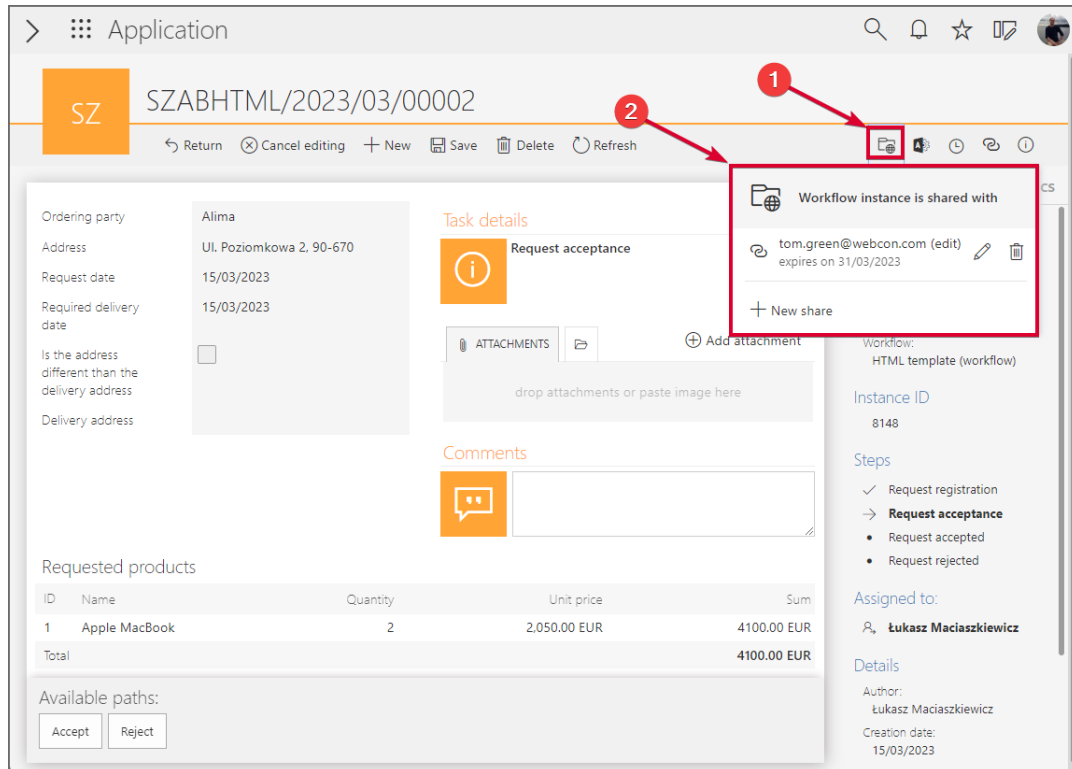 Application
SZ
SZABHTML/2023/03/00002
1
2
Return
Cancel editing
New
Save
Delete
Refresh
Workflow instance is shared with
tom.green@webcon.com (edit)
expires on 31/03/2023
New share
CS
Ordering party
Alima
Address
Ul. Poziomkowa 2, 90-670
Request date
15/03/2023
Required delivery
date
15/03/2023
Is the address
different than the
delivery address
Delivery address
Task details
Request acceptance
ATTACHMENTS
Add attachment
drop attachments or paste image here
Comments
Requested products
ID Name Quantity Unit price Sum
1 Apple MacBook 2 2,050.00 EUR 4100.00 EUR
Total 4100.00 EUR
Available paths:
Accept
Reject
Workflow:
HTML template (workflow)
Instance ID
8148
Steps
Request registration
Request acceptance
Request accepted
Request rejected
Assigned to:
Łukasz Maciaszkiewicz
Details
Author:
Łukasz Maciaszkiewicz
Creation date:
15/03/2023